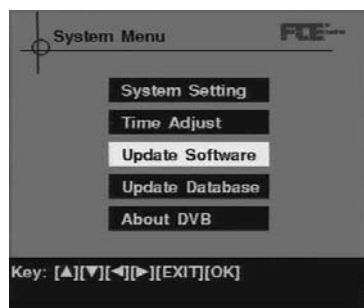 System Menu
System Setting
Time Adjust
Update Software
Update Database
About DVB
Key: [▲][▼][◄][►][EXIT][OK]